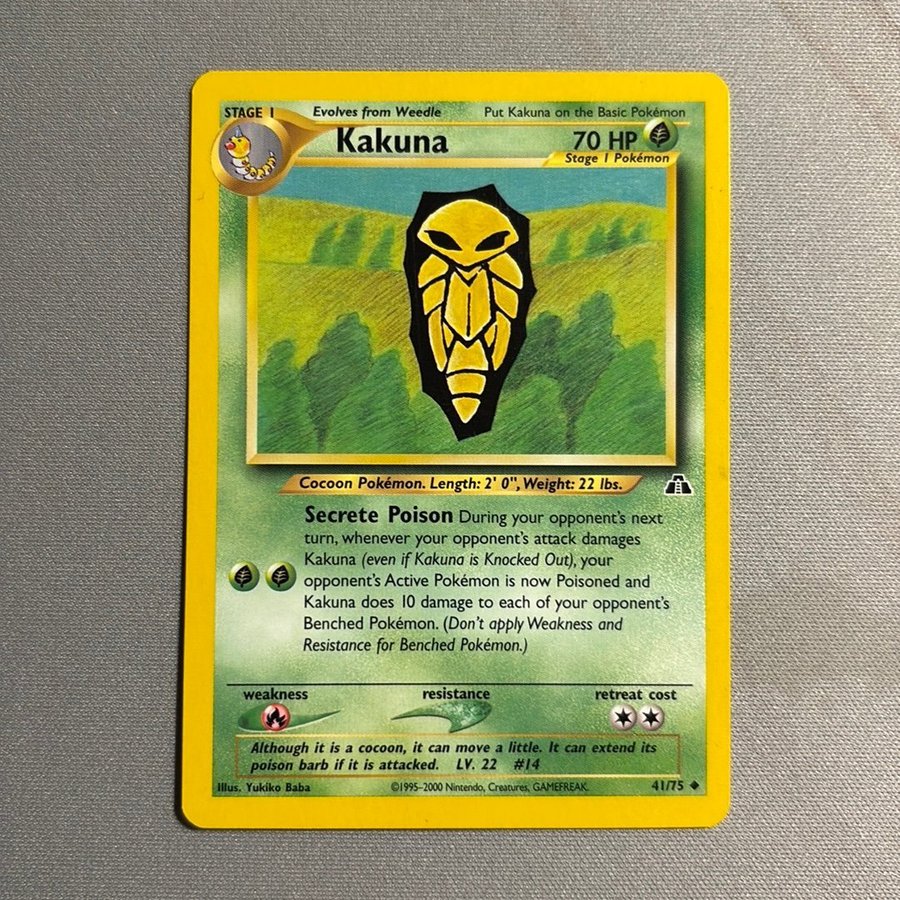 STAGE 1 Evolves from Weedle Put Kakuna on the Basic Pokémon
Kakuna 70 HP
Stage 1 Pokémon
Cocoon Pokémon. Length: 2' 0", Weight: 22 lbs.
Secrete Poison During your opponent's next
turn, whenever your opponent's attack damages
Kakuna (even if Kakuna is Knocked Out), your
opponent's Active Pokémon is now Poisoned and
Kakuna does 10 damage to each of your opponent's
Benched Pokémon. (Don't apply Weakness and
Resistance for Benched Pokémon.)
weakness resistance retreat cost
Although it is a cocoon, it can move a little. It can extend its
poison barb if it is attacked. LV. 22 #14
Illus. Yukiko Baba ©1995-2000 Nintendo, Creatures, GAMEFREAK. 41/75